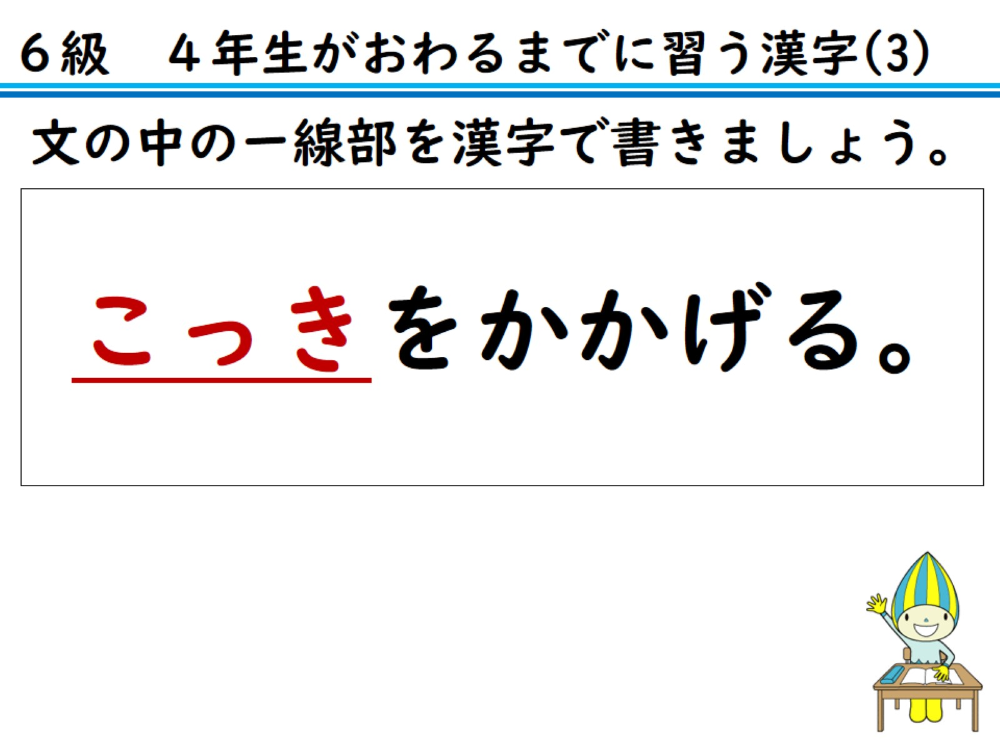 ６級　４年生がおわるまでに習う漢字(3)
文の中の―線部を漢字で書きましょう。
こっきをかかげる。